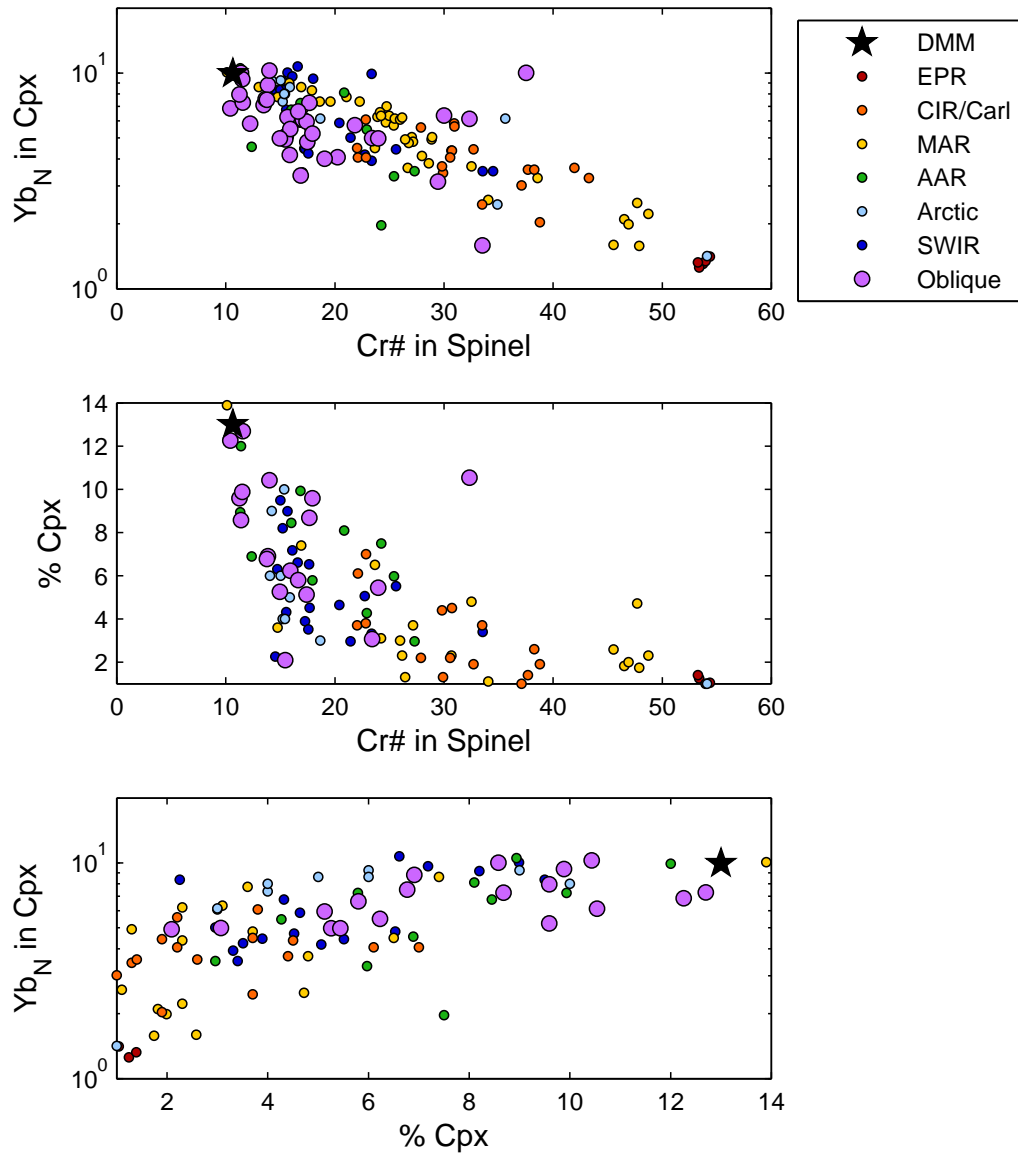 10^1
10^0
Yb_N in Cpx
0 10 20 30 40 50 60
Cr# in Spinel
DMM
EPR
CIR/Carl
MAR
AAR
Arctic
SWIR
Oblique
14
12
10
8
6
4
2
% Cpx
0 10 20 30 40 50 60
Cr# in Spinel
10^1
10^0
Yb_N in Cpx
2 4 6 8 10 12 14
% Cpx